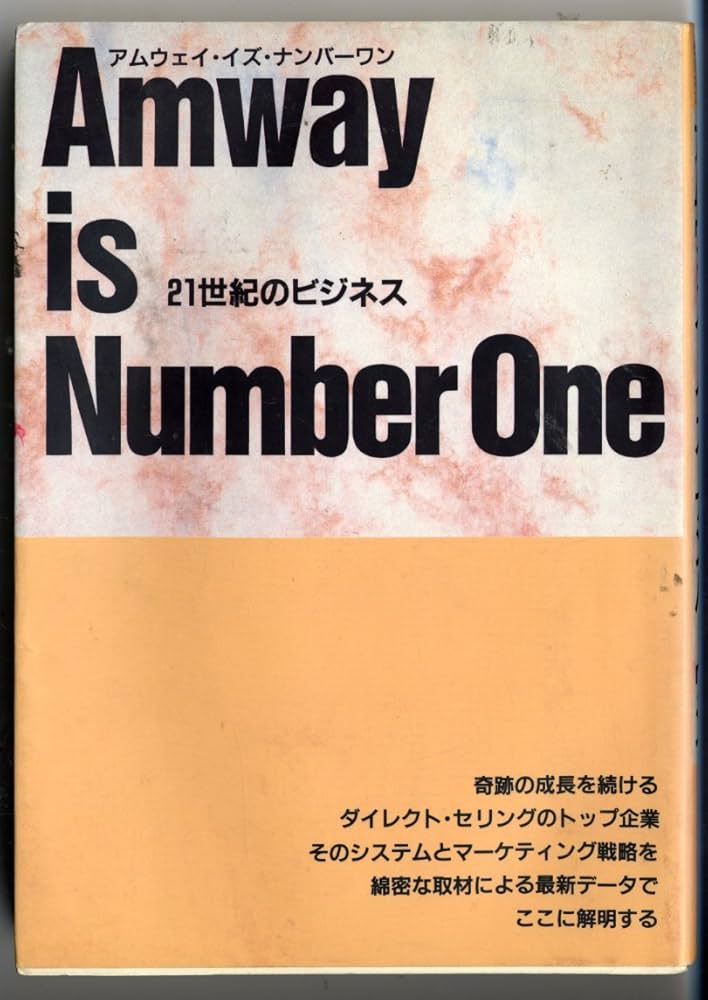 アムウェイ・イズ・ナンバーワン
Amway
is
21世紀のビジネス
Number One
奇跡の成長を続ける
ダイレクト・セリングのトップ企業
そのシステムとマーケティング戦略を
綿密な取材による最新データで
ここに解明する